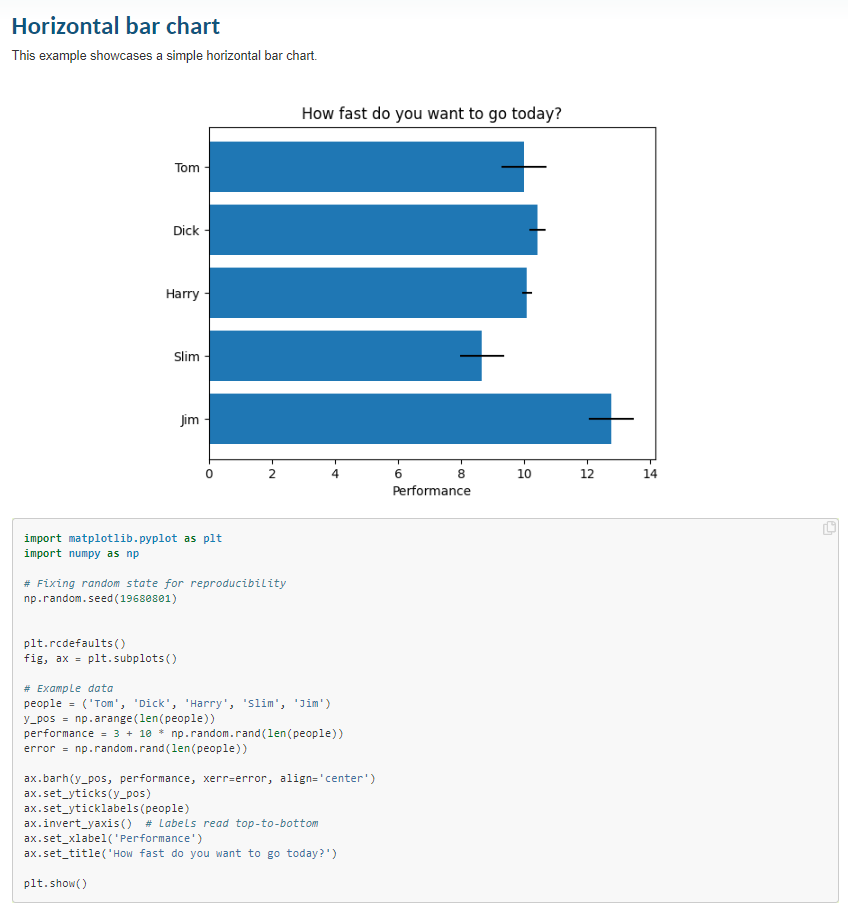 Horizontal bar chart
This example showcases a simple horizontal bar chart.
How fast do you want to go today?
Tom
Dick
Harry
Slim
Jim
0 2 4 6 8 10 12 14
Performance
import matplotlib.pyplot as plt
import numpy as np
# Fixing random state for reproducibility
np.random.seed(19680801)
plt.rcdefaults()
fig, ax = plt.subplots()
# Example data
people = ('Tom', 'Dick', 'Harry', 'Slim', 'Jim')
y_pos = np.arange(len(people))
performance = 3 + 10 * np.random.rand(len(people))
error = np.random.rand(len(people))
ax.barh(y_pos, performance, xerr=error, align='center')
ax.set_yticks(y_pos)
ax.set_yticklabels(people)
ax.invert_yaxis()  # labels read top-to-bottom
ax.set_xlabel('Performance')
ax.set_title('How fast do you want to go today?')
plt.show()